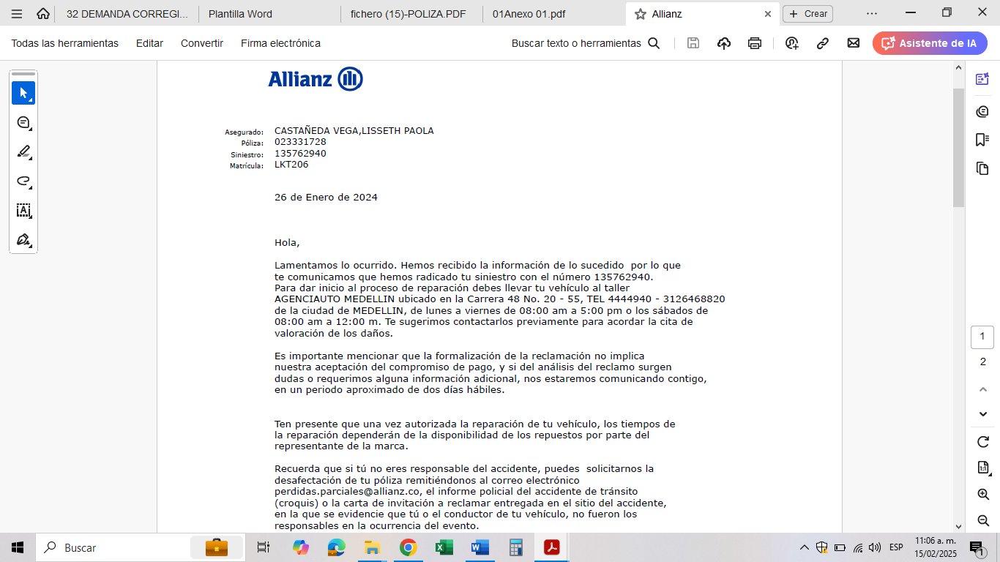 32 DEMANDA CORREGI...
Plantilla Word
fichero (15)-POLIZA.PDF
01Anexo 01.pdf
Allianz
Crear
Todas las herramientas
Editar
Convertir
Firma electrónica
Buscar texto o herramientas
Asistente de IA
Allianz
Asegurado: CASTAÑEDA VEGA,LISSETH PAOLA
Póliza: 023331728
Siniestro: 135762940
Matrícula: LKT206
26 de Enero de 2024
Hola,
Lamentamos lo ocurrido. Hemos recibido la información de lo sucedido  por lo que
te comunicamos que hemos radicado tu siniestro con el número 135762940.
Para dar inicio al proceso de reparación debes llevar tu vehículo al taller
AGENCIAUTO MEDELLIN ubicado en la Carrera 48 No. 20 - 55, TEL 4444940 - 3126468820
de la ciudad de MEDELLIN, de lunes a viernes de 08:00 am a 5:00 pm o los sábados de
08:00 am a 12:00 m. Te sugerimos contactarlos previamente para acordar la cita de
valoración de los daños.
Es importante mencionar que la formalización de la reclamación no implica
nuestra aceptación del compromiso de pago, y si del análisis del reclamo surgen
dudas o requerimos alguna información adicional, nos estaremos comunicando contigo,
en un periodo aproximado de dos días hábiles.
Ten presente que una vez autorizada la reparación de tu vehículo, los tiempos de
la reparación dependerán de la disponibilidad de los repuestos por parte del
representante de la marca.
Recuerda que si tú no eres responsable del accidente, puedes  solicitarnos la
desafectación de tu póliza remitiéndonos al correo electrónico
perdidas.parciales@allianz.co, el informe policial del accidente de tránsito
(croquis) o la carta de invitación a reclamar entregada en el sitio del accidente,
en la que se evidencie que tú o el conductor de tu vehículo, no fueron los
responsables en la ocurrencia del evento.
1
2
1:1
Buscar
ESP
11:06 a. m.
15/02/2025
1